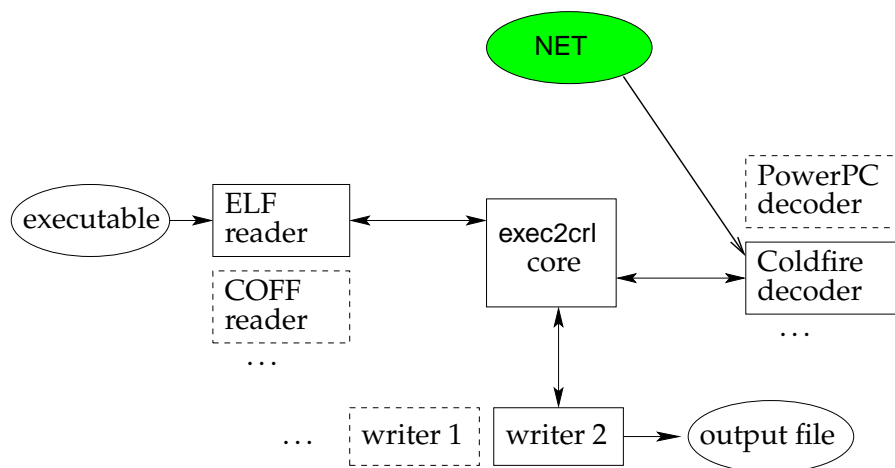 NET
PowerPC
decoder
executable
ELF
reader
exec2crl
core
Coldfire
decoder
COFF
reader
...
...
...
writer 1
writer 2
output file